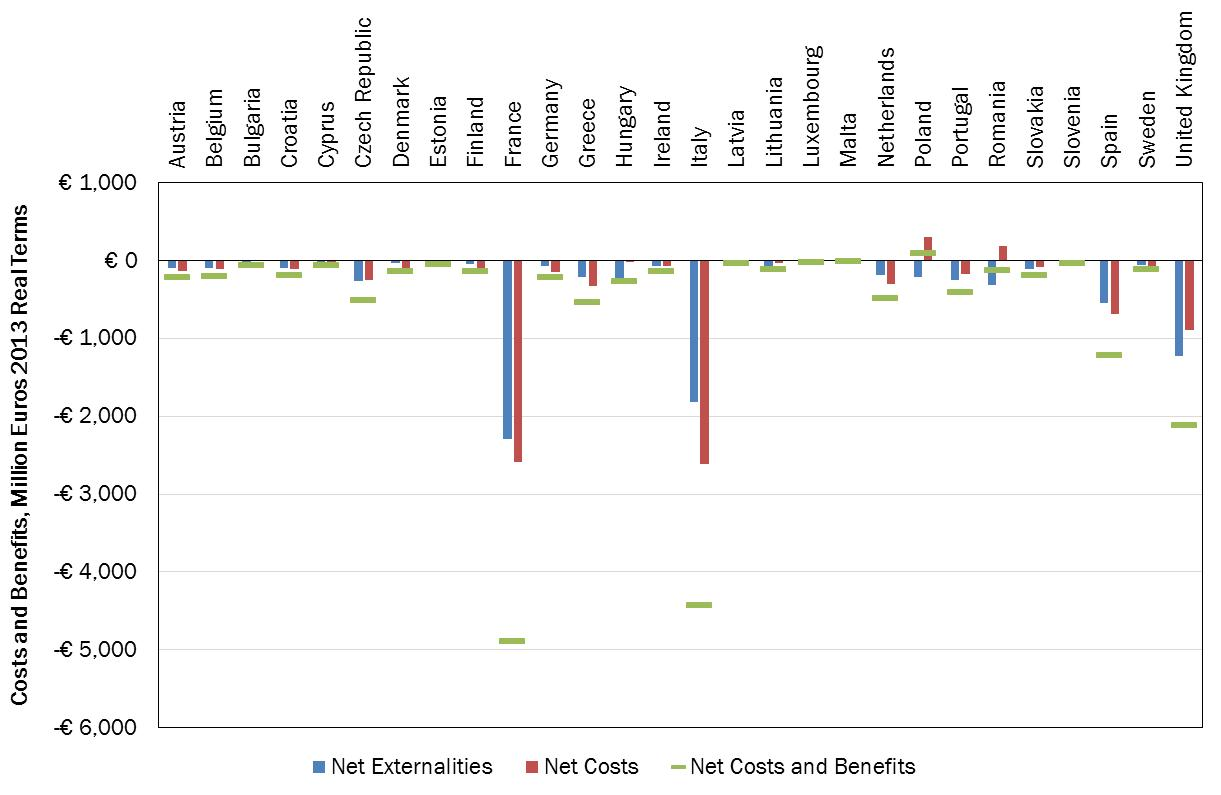 Austria
Belgium
Bulgaria
Croatia
Cyprus
Czech Republic
Denmark
Estonia
Finland
France
Germany
Greece
Hungary
Ireland
Italy
Latvia
Lithuania
Luxembourg
Malta
Netherlands
Poland
Portugal
Romania
Slovakia
Slovenia
Spain
Sweden
United Kingdom
Costs and Benefits, Million Euros 2013 Real Terms
€ 1,000
€ 0
-€ 1,000
-€ 2,000
-€ 3,000
-€ 4,000
-€ 5,000
-€ 6,000
Net Externalities
Net Costs
Net Costs and Benefits